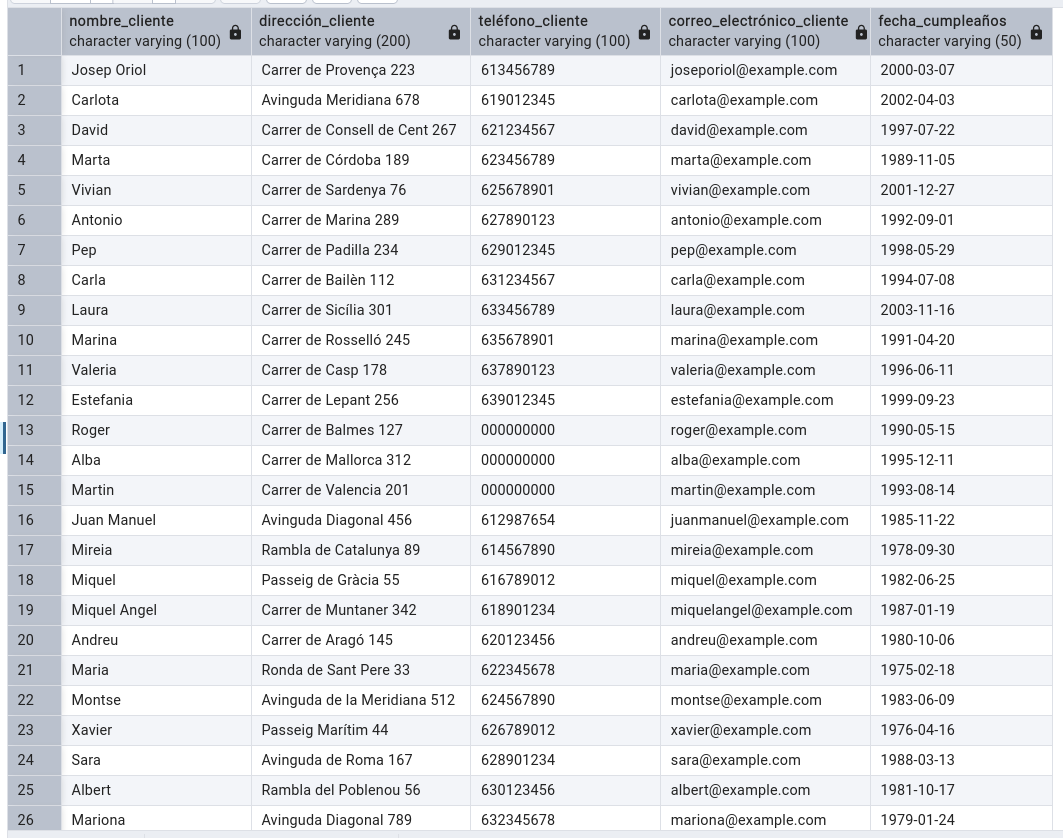 nombre_cliente dirección_cliente teléfono_cliente correo_electrónico_cliente fecha_cumpleaños
character varying (100) character varying (200) character varying (100) character varying (100) character varying (50)
1 Josep Oriol Carrer de Provença 223 613456789 joseporiol@example.com 2000-03-07
2 Carlota Avinguda Meridiana 678 619012345 carlota@example.com 2002-04-03
3 David Carrer de Consell de Cent 267 621234567 david@example.com 1997-07-22
4 Marta Carrer de Córdoba 189 623456789 marta@example.com 1989-11-05
5 Vivian Carrer de Sardenya 76 625678901 vivian@example.com 2001-12-27
6 Antonio Carrer de Marina 289 627890123 antonio@example.com 1992-09-01
7 Pep Carrer de Padilla 234 629012345 pep@example.com 1998-05-29
8 Carla Carrer de Bailèn 112 631234567 carla@example.com 1994-07-08
9 Laura Carrer de Sicília 301 633456789 laura@example.com 2003-11-16
10 Marina Carrer de Rosselló 245 635678901 marina@example.com 1991-04-20
11 Valeria Carrer de Casp 178 637890123 valeria@example.com 1996-06-11
12 Estefania Carrer de Lepant 256 639012345 estefania@example.com 1999-09-23
13 Roger Carrer de Balmes 127 000000000 roger@example.com 1990-05-15
14 Alba Carrer de Mallorca 312 000000000 alba@example.com 1995-12-11
15 Martin Carrer de Valencia 201 000000000 martin@example.com 1993-08-14
16 Juan Manuel Avinguda Diagonal 456 612987654 juanmanuel@example.com 1985-11-22
17 Mireia Rambla de Catalunya 89 614567890 mireia@example.com 1978-09-30
18 Miquel Passeig de Gràcia 55 616789012 miquel@example.com 1982-06-25
19 Miquel Angel Carrer de Muntaner 342 618901234 miquelangel@example.com 1987-01-19
20 Andreu Carrer de Aragó 145 620123456 andreu@example.com 1980-10-06
21 Maria Ronda de Sant Pere 33 622345678 maria@example.com 1975-02-18
22 Montse Avinguda de la Meridiana 512 624567890 montse@example.com 1983-06-09
23 Xavier Passeig Marítim 44 626789012 xavier@example.com 1976-04-16
24 Sara Avinguda de Roma 167 628901234 sara@example.com 1988-03-13
25 Albert Rambla del Poblenou 56 630123456 albert@example.com 1981-10-17
26 Mariona Avinguda Diagonal 789 632345678 mariona@example.com 1979-01-24